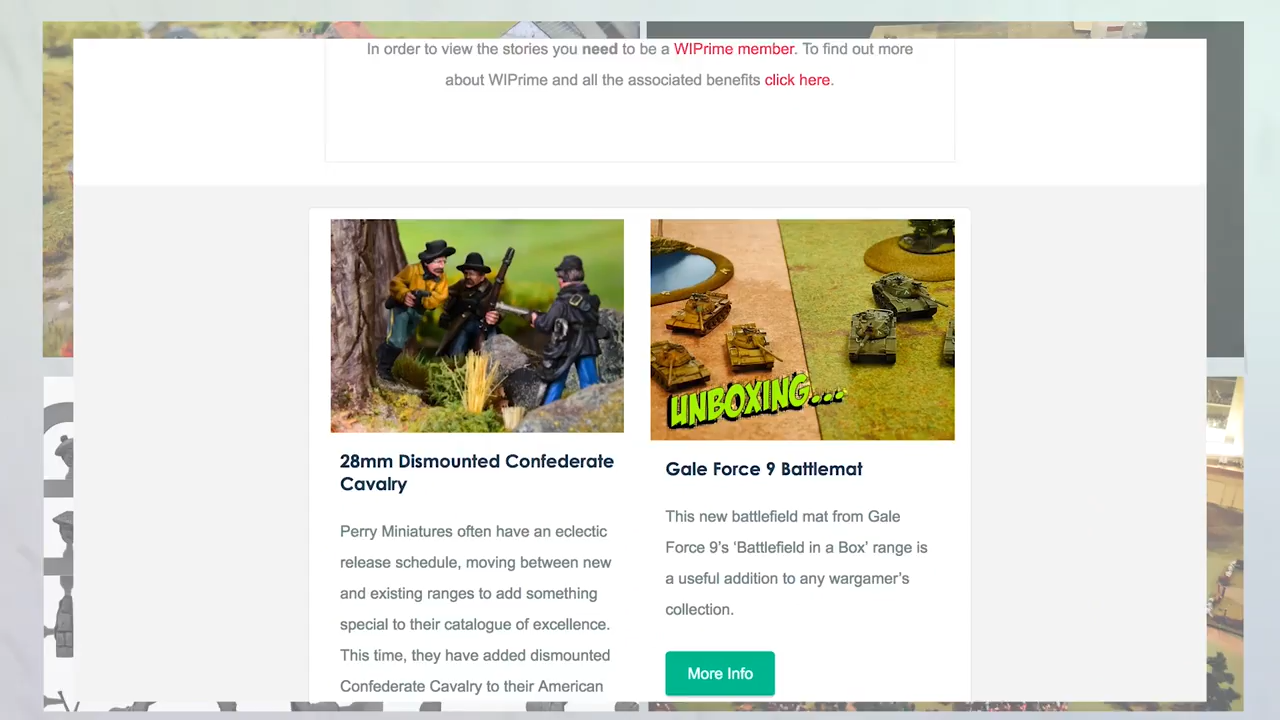 In order to view the stories you need to be a WIPrime member. To find out more
about WIPrime and all the associated benefits click here.
UNBOXING...
28mm Dismounted Confederate
Cavalry
Perry Miniatures often have an eclectic
release schedule, moving between new
and existing ranges to add something
special to their catalogue of excellence.
This time, they have added dismounted
Confederate Cavalry to their American
Gale Force 9 Battlemat
This new battlefield mat from Gale
Force 9’s ‘Battlefield in a Box’ range is
a useful addition to any wargamer’s
collection.
More Info